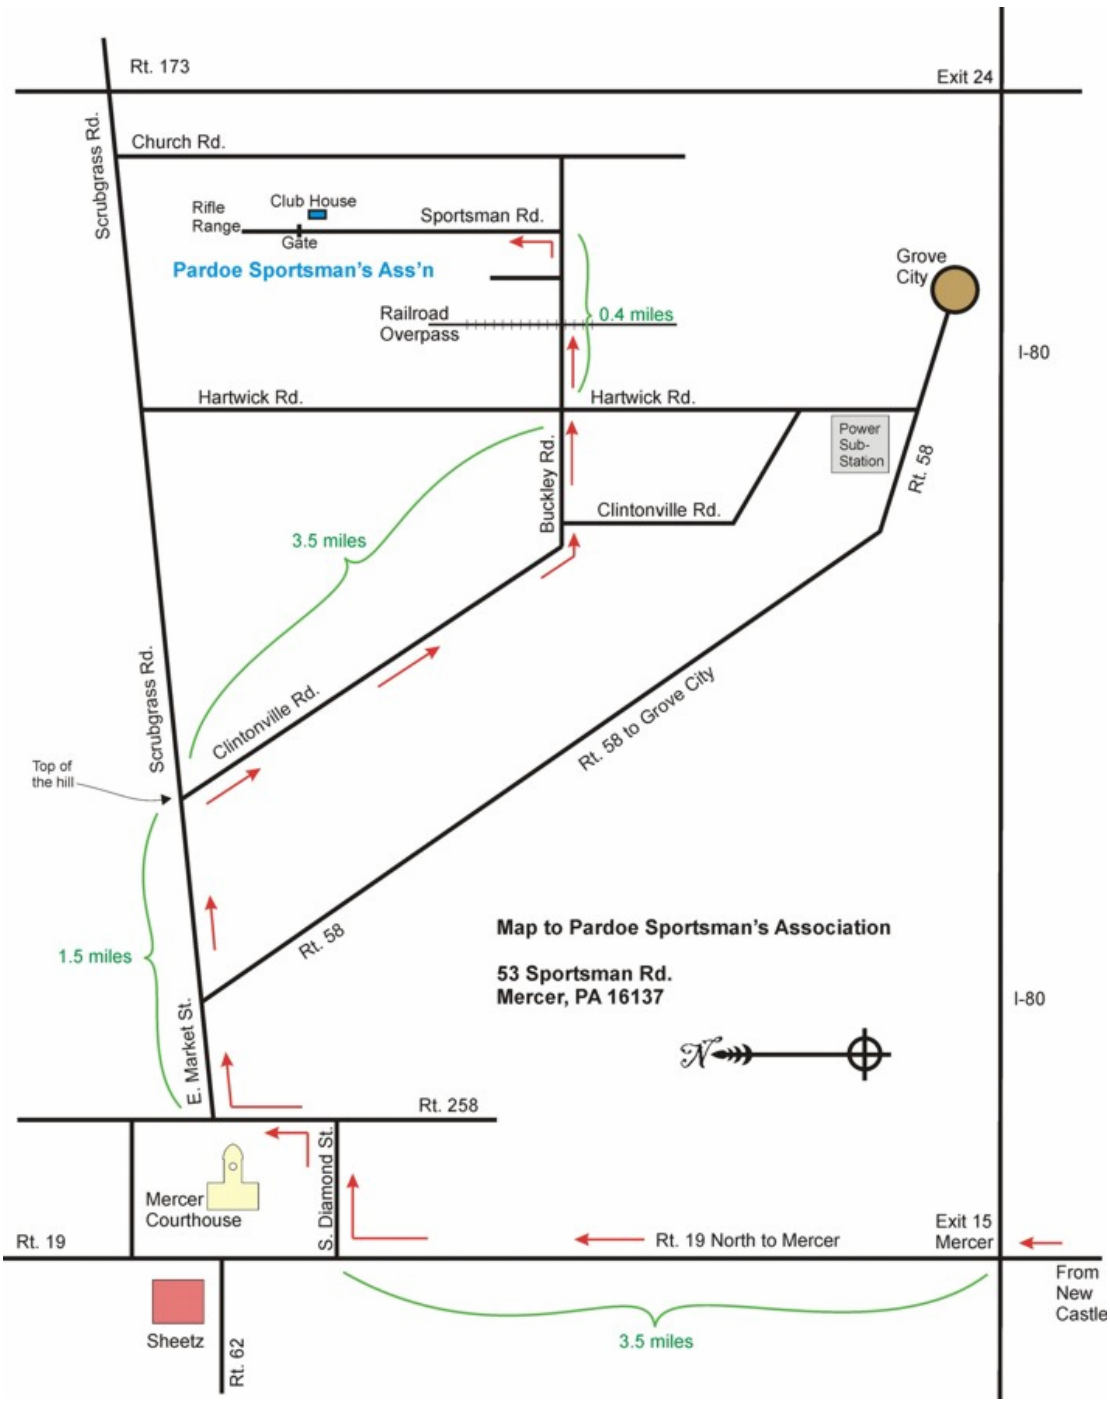 Rt. 173
Exit 24
Scrubgrass Rd.
Church Rd.
Rifle
Range
Club House
Sportsman Rd.
Gate
Pardoe Sportsman's Ass'n
Grove
City
Railroad
Overpass
0.4 miles
I-80
Hartwick Rd.
Hartwick Rd.
Power
Sub-
Station
Rt. 58
Buckley Rd.
Clintonville Rd.
3.5 miles
Scrubgrass Rd.
Clintonville Rd.
Rt. 58 to Grove City
Top of
the hill
Rt. 58
Map to Pardoe Sportsman's Association
1.5 miles
53 Sportsman Rd.
Mercer, PA 16137
I-80
E. Market St.
N
Rt. 258
S. Diamond St.
Mercer
Courthouse
Rt. 19
Rt. 19 North to Mercer
Exit 15
Mercer
From
New
Castle
Sheetz
Rt. 62
3.5 miles